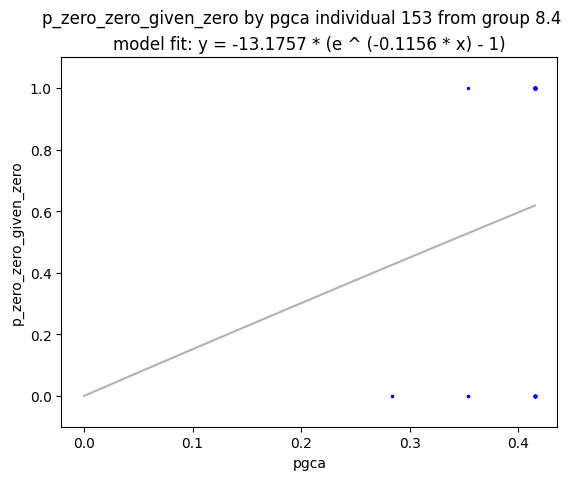 p_zero_zero_given_zero by pgca individual 153 from group 8.4
model fit: y = -13.1757 * (e ^ (-0.1156 * x) - 1)
1.0
0.8
0.6
0.4
0.2
0.0
p_zero_zero_given_zero
0.0 0.1 0.2 0.3 0.4
pgca